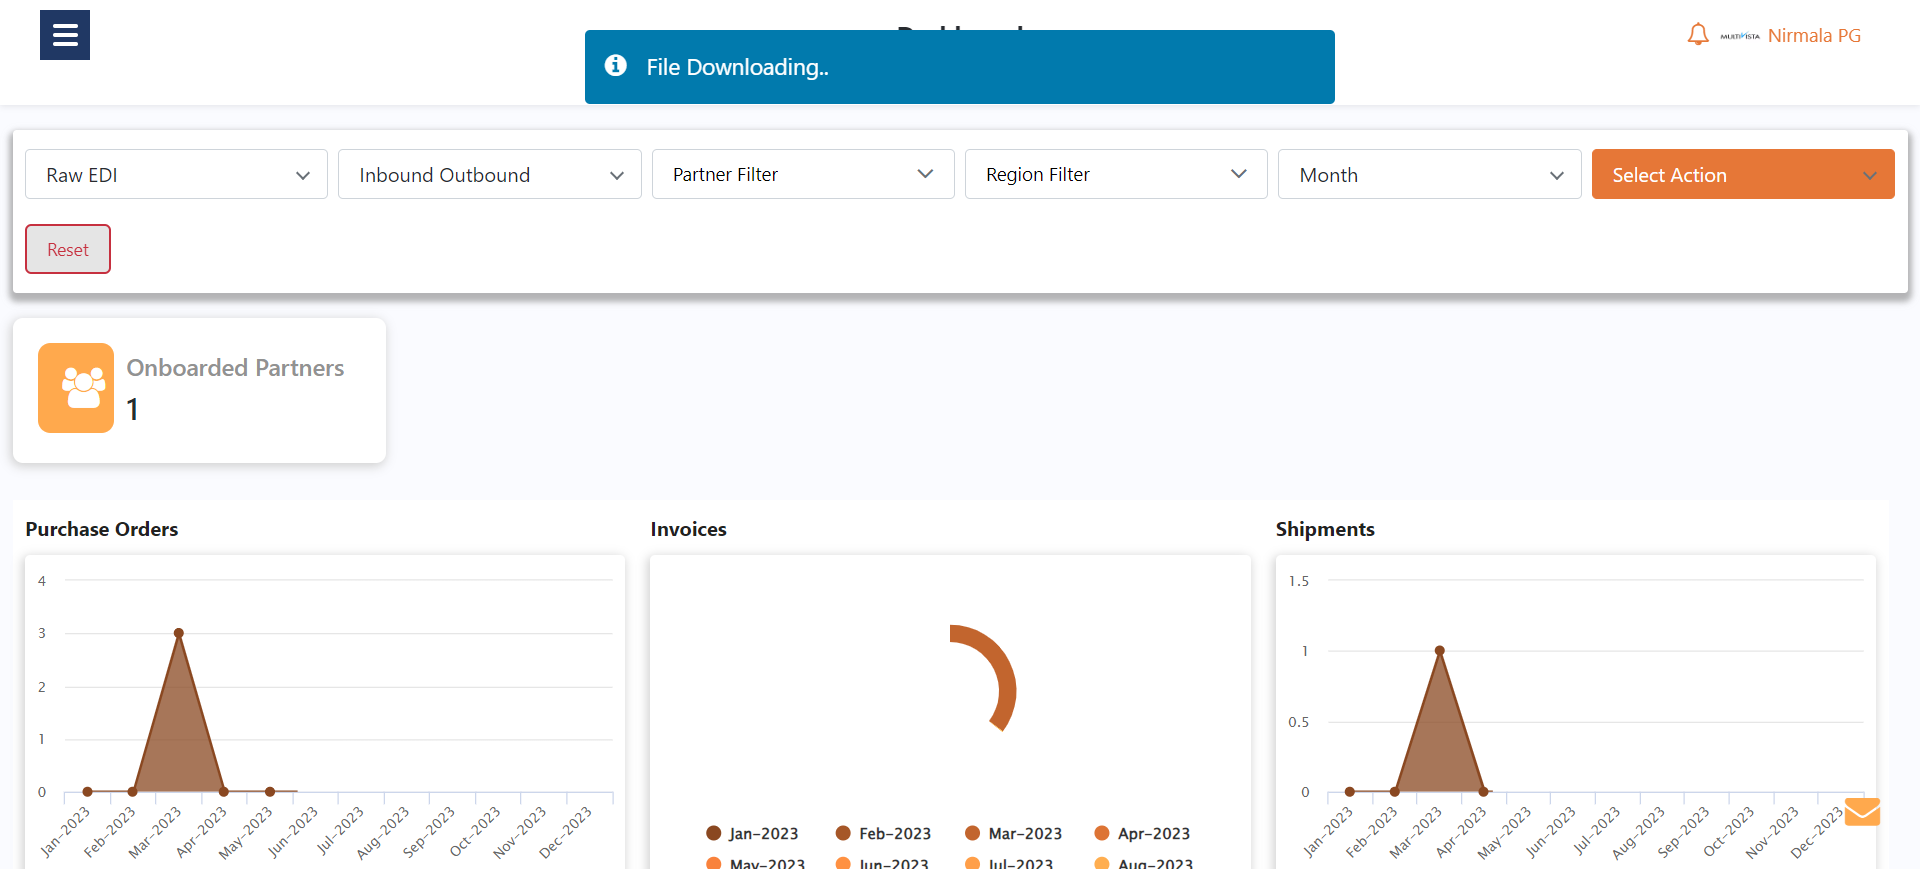 File Downloading..
MULTIVISTA
Nirmala PG
Raw EDI
Inbound Outbound
Partner Filter
Region Filter
Month
Select Action
Reset
Onboarded Partners
1
Purchase Orders
4
3
2
1
0
Jan-2023
Feb-2023
Mar-2023
Apr-2023
May-2023
Jun-2023
Jul-2023
Aug-2023
Sep-2023
Oct-2023
Nov-2023
Dec-2023
Invoices
Jan-2023 Feb-2023 Mar-2023 Apr-2023
May-2023 Jun-2023 Jul-2023 Aug-2023
Shipments
1.5
1
0.5
0
Jan-2023
Feb-2023
Mar-2023
Apr-2023
May-2023
Jun-2023
Jul-2023
Aug-2023
Sep-2023
Oct-2023
Nov-2023
Dec-2023